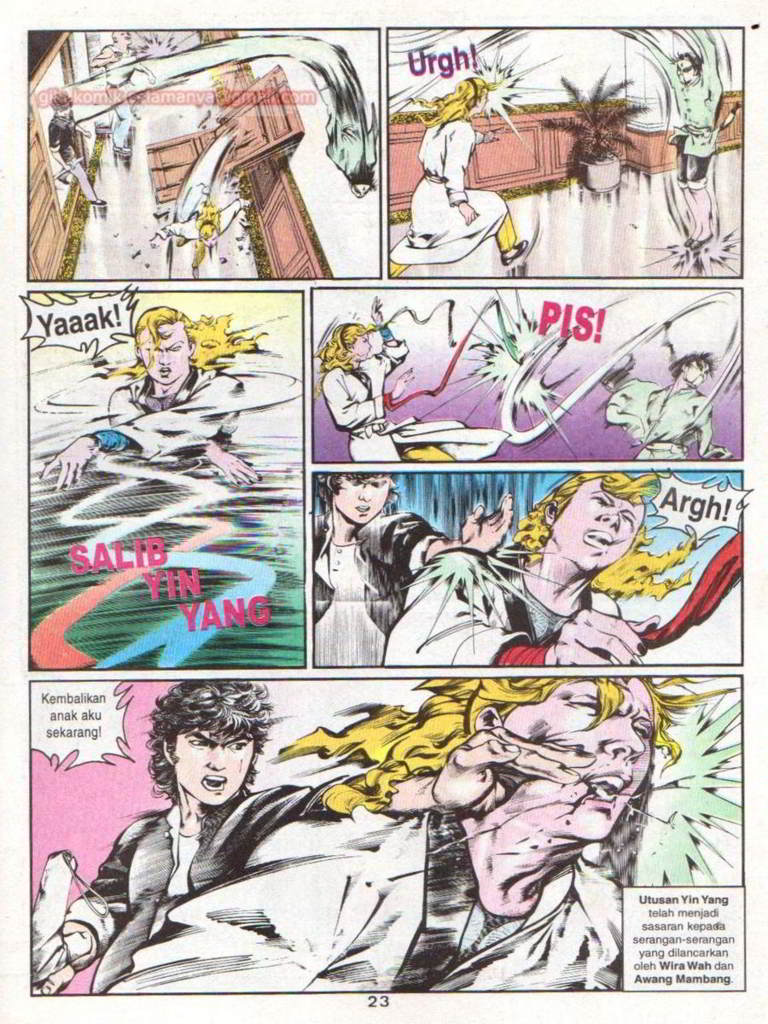 Urgh!
Yaaak!
SALIB
YIN
YANG
PIS!
Argh!
Kembalikan
anak aku
sekarang!
Utusan Yin Yang
telah menjadi
sasaran kepada
serangan-serangan
yang dilancarkan
oleh Wira Wah dan
Awang Mambang.
23